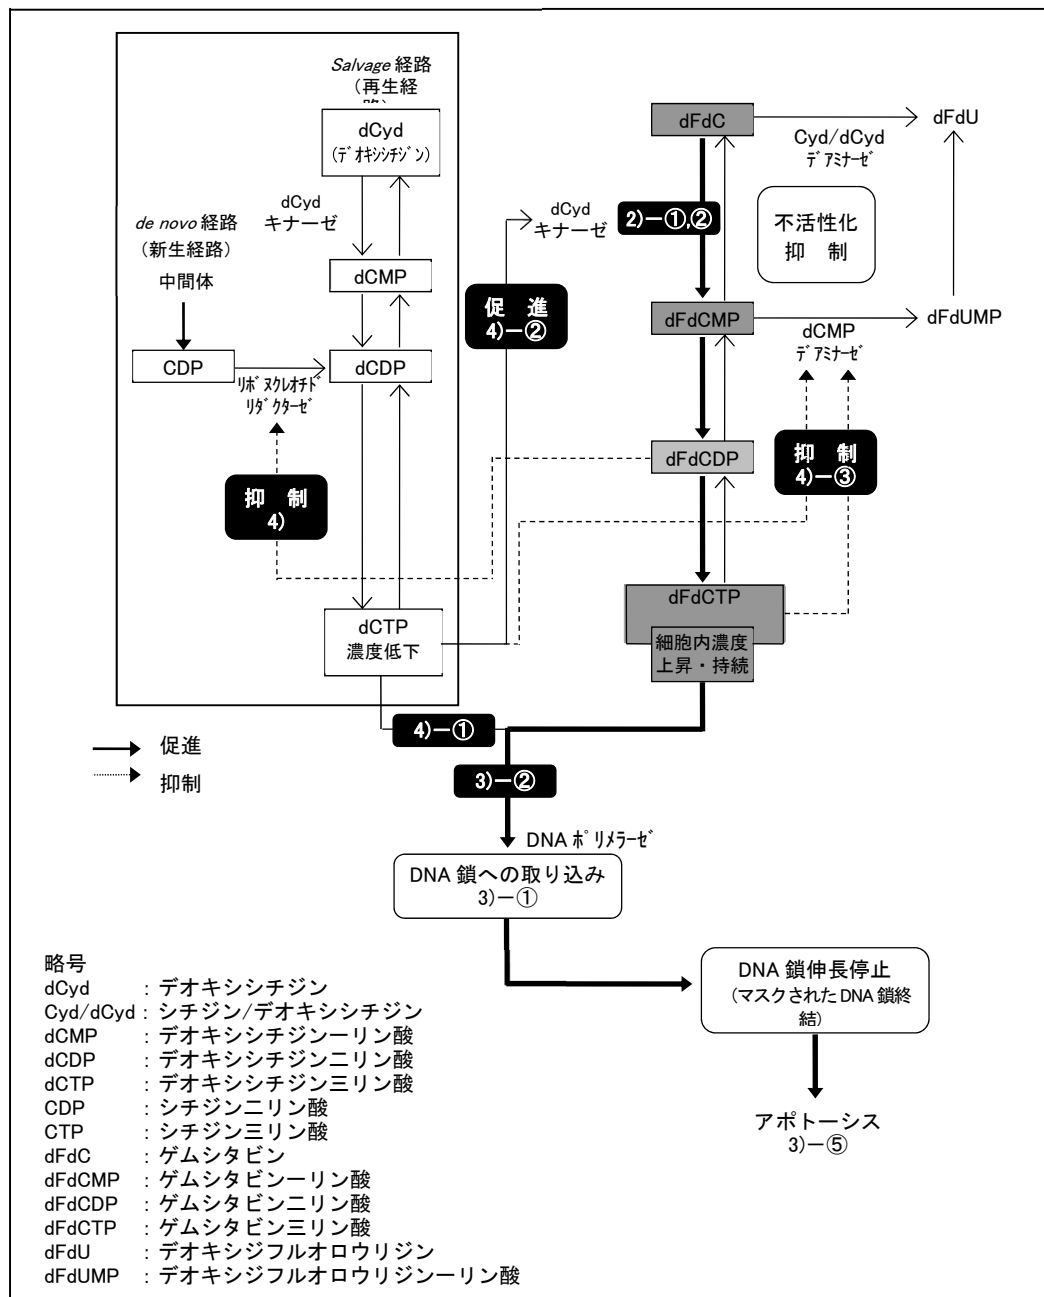 Salvage 経路
(再生経
dCyd
(デオキシシチジン)
dCyd
キナーゼ
de novo 経路
(新生経路)
中間体
dCMP
CDP
dCDP
リボヌクレオチド
リダクターゼ
抑 制
4)
dCTP
濃度低下
促 進
4)ー②
dCyd
キナーゼ
2)ー①,②
dFdC
Cyd/dCyd
デアミナーゼ
dFdU
不活性化
抑 制
dFdCMP
dCMP
デアミナーゼ
dFdUMP
dFdCDP
抑 制
4)ー③
dFdCTP
細胞内濃度
上昇・持続
4)ー①
3)ー②
促進
抑制
DNA ポリメラーゼ
DNA 鎖への取り込み
3)ー①
DNA 鎖伸長停止
(マスクされた DNA 鎖終
結)
アポトーシス
3)ー⑤
略号
dCyd : デオキシシチジン
Cyd/dCyd : シチジン/デオキシシチジン
dCMP : デオキシシチジン一リン酸
dCDP : デオキシシチジン二リン酸
dCTP : デオキシシチジン三リン酸
CDP : シチジン二リン酸
CTP : シチジン三リン酸
dFdC : ゲムシタビン
dFdCMP : ゲムシタビン一リン酸
dFdCDP : ゲムシタビン二リン酸
dFdCTP : ゲムシタビン三リン酸
dFdU : デオキシジフルオロウリジン
dFdUMP : デオキシジフルオロウリジン一リン酸